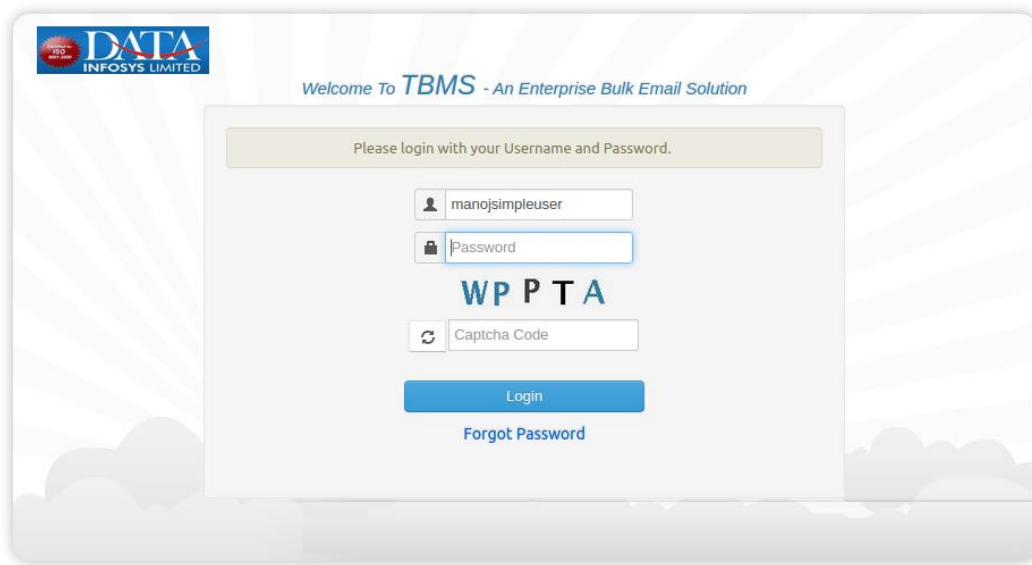 ISO
DATA
INFOSYS LIMITED
Welcome To TBMS - An Enterprise Bulk Email Solution
Please login with your Username and Password.
manojsimpleuser
Password
WPPTA
Captcha Code
Login
Forgot Password